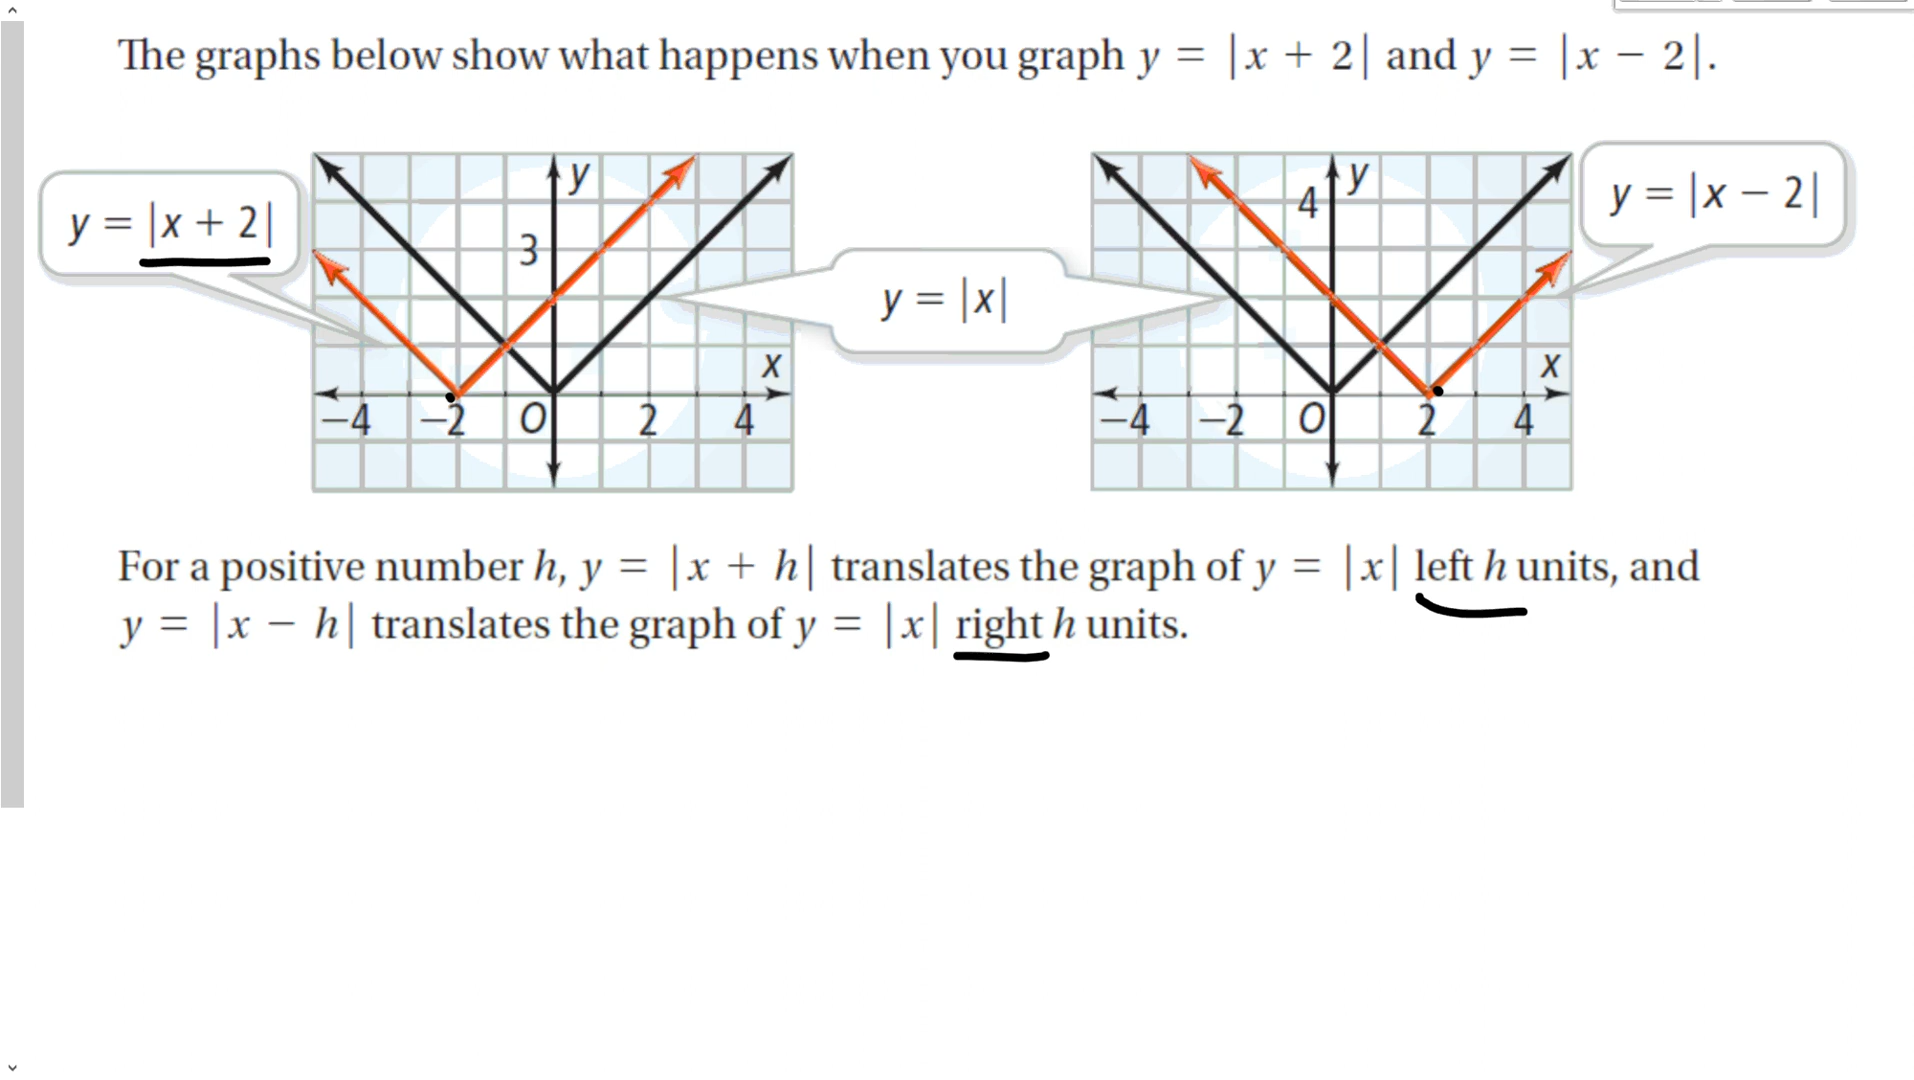 The graphs below show what happens when you graph y = |x + 2| and y = |x − 2|.
y = |x + 2|
y
3
x
−4 −2 O 2 4
y = |x|
y
4
x
−4 −2 O 2 4
y = |x − 2|
For a positive number h, y = |x + h| translates the graph of y = |x| left h units, and
y = |x − h| translates the graph of y = |x| right h units.